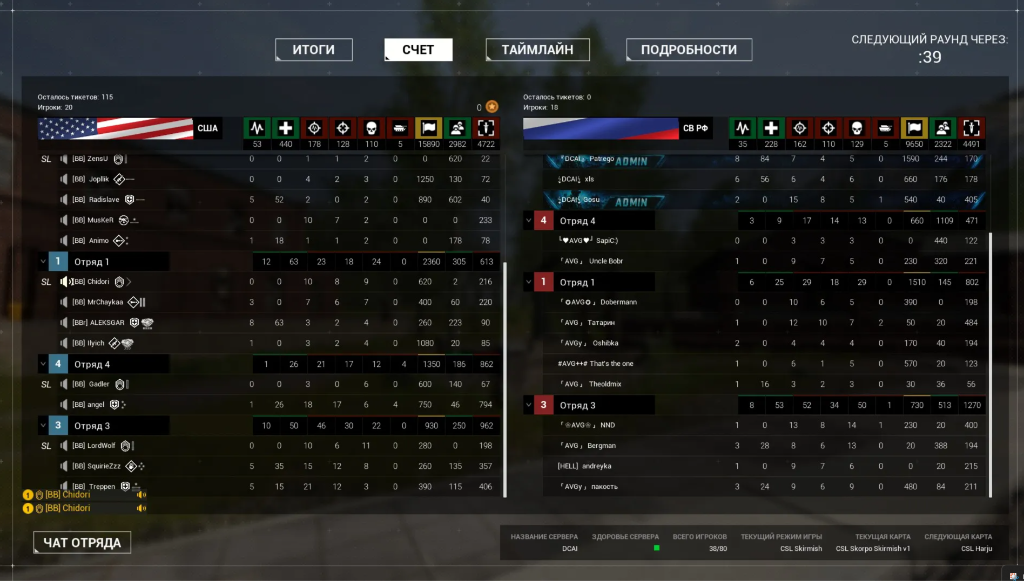 ИТОГИ
СЧЕТ
ТАЙМЛАЙН
ПОДРОБНОСТИ
СЛЕДУЮЩИЙ РАУНД ЧЕРЕЗ:
:39
Осталось тикетов: 115
Игроки: 20
0
США
53 440 178 128 110 5 15890 2982 4722
SL [BB] ZensU 0 0 1 1 2 0 0 620 22
[BB] Jopllik 0 0 4 2 3 0 1250 130 72
[BB] Radislave 5 52 2 0 2 0 890 602 40
[BB] MusKeR 0 0 10 7 2 0 0 0 233
[BB] Animo 1 18 1 1 2 0 0 178 78
1 Отряд 1 12 63 23 18 24 0 2360 305 613
SL [BB] Chidori 0 0 10 8 9 0 620 2 216
[BB] MrChaykaa 3 0 7 6 7 0 400 60 220
[BBr] ALEKSGAR 8 63 3 2 4 0 260 223 90
[BB] Ilyich 1 0 3 2 4 0 1080 20 85
4 Отряд 4 1 26 21 17 12 4 1350 186 862
SL [BB] Gadler 0 0 3 0 6 0 600 140 67
[BB] angel 1 26 18 17 6 4 750 46 794
3 Отряд 3 10 50 46 30 22 0 930 250 962
SL [BB] LordWolf 0 0 10 6 11 0 280 0 198
[BB] SquirieZzz 5 35 15 12 8 0 260 135 357
[BB] Treppen 5 15 21 12 3 0 390 115 406
1 [BB] Chidori
1 [BB] Chidori
Осталось тикетов: 0
Игроки: 18
СВ РФ
35 228 162 110 129 5 9650 2322 4491
DCAI Patrego ADMIN 8 84 7 4 5 0 1590 244 170
DCAI xls 6 56 6 4 6 0 660 176 178
DCAI Gosu ADMIN 2 0 15 8 5 1 540 40 405
4 Отряд 4 3 9 17 14 13 0 660 1109 471
╰♥AVG♥╯ SapiC:) 0 0 3 3 3 0 0 440 122
AVG Uncle Bobr 1 0 9 7 5 0 230 320 221
1 Отряд 1 6 25 29 18 29 0 1510 145 802
「✪AVG✪」 Dobermann 0 0 10 6 5 0 390 0 198
「AVG」 Татарин 1 0 12 10 7 2 50 20 484
「AVGy」 Oshibka 2 0 4 4 4 0 170 40 194
#AVG++# That's the one 1 0 6 1 5 0 570 20 123
「AVG」 Theoldmix 1 16 3 2 3 0 30 36 56
3 Отряд 3 8 53 52 34 50 1 730 513 1270
「AVG」 NND 1 0 13 8 14 1 230 20 400
「AVG」 Bergman 3 28 8 6 13 0 20 388 194
[HELL] andreyka 1 0 9 7 6 0 0 20 215
「AVGy」 пакость 3 24 9 6 9 0 480 84 211
ЧАТ ОТРЯДА
НАЗВАНИЕ СЕРВЕРА ЗДОРОВЬЕ СЕРВЕРА ВСЕГО ИГРОКОВ ТЕКУЩИЙ РЕЖИМ ИГРЫ ТЕКУЩАЯ КАРТА СЛЕДУЮЩАЯ КАРТА
DCAI 38/80 CSL Skirmish CSL Skorpo Skirmish v1 CSL Harju